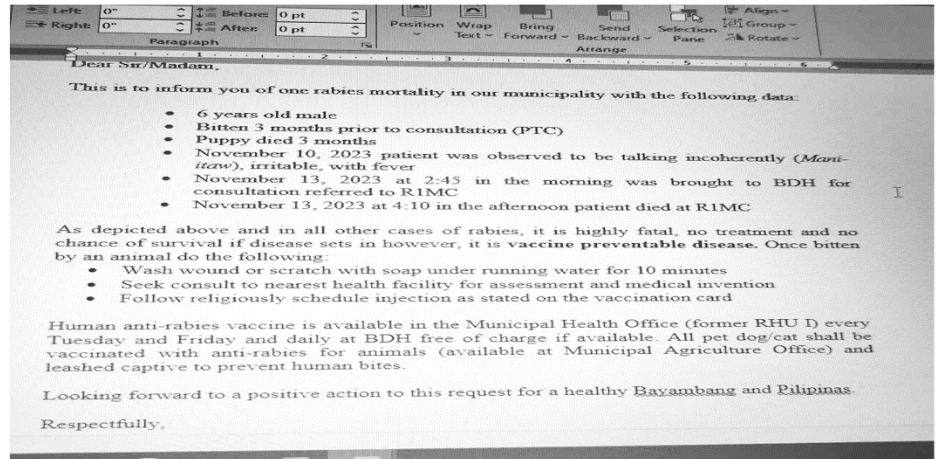 Left: 0" Before: 0 pt Position Wrap Bring Send Selection Align
Right: 0" After: 0 pt Text Forward Backward Pane Group
Rotate
Paragraph Arrange
1 2 3 4 5 6
Dear Sir/Madam,
This is to inform you of one rabies mortality in our municipality with the following data:
• 6 years old male
• Bitten 3 months prior to consultation (PTC)
• Puppy died 3 months
• November 10, 2023 patient was observed to be talking incoherently (Mani-
itaw), irritable, with fever
• November 13, 2023 at 2:45 in the morning was brought to BDH for
consultation referred to R1MC
• November 13, 2023 at 4:10 in the afternoon patient died at R1MC
As depicted above and in all other cases of rabies, it is highly fatal, no treatment and no
chance of survival if disease sets in however, it is vaccine preventable disease. Once bitten
by an animal do the following:
• Wash wound or scratch with soap under running water for 10 minutes
• Seek consult to nearest health facility for assessment and medical invention
• Follow religiously schedule injection as stated on the vaccination card
Human anti-rabies vaccine is available in the Municipal Health Office (former RHU I) every
Tuesday and Friday and daily at BDH free of charge if available. All pet dog/cat shall be
vaccinated with anti-rabies for animals (available at Municipal Agriculture Office) and
leashed captive to prevent human bites.
Looking forward to a positive action to this request for a healthy Bayambang and Pilipinas.
Respectfully,